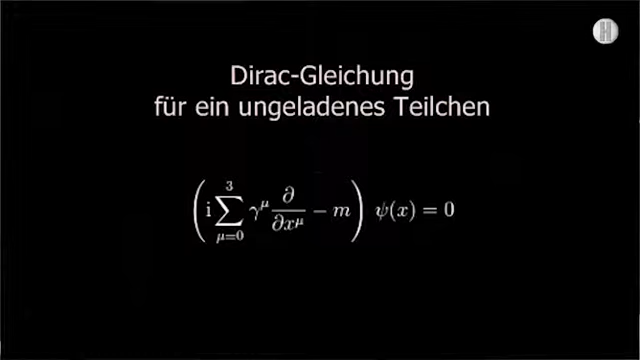 Dirac-Gleichung
für ein ungeladenes Teilchen
(i∑_{μ=0}^{3} γ^μ ∂/∂x^μ − m) ψ(x) = 0
H